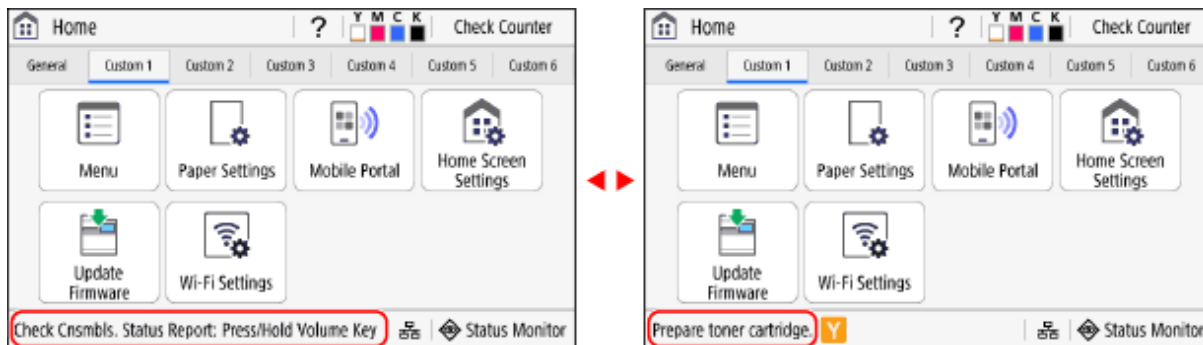 Home ? Y M C K Check Counter
General Custom 1 Custom 2 Custom 3 Custom 4 Custom 5 Custom 6
Menu Paper Settings Mobile Portal Home Screen
Settings
Update
Firmware Wi-Fi Settings
Check Cnsmbls. Status Report: Press/Hold Volume Key Status Monitor
Home ? Y M C K Check Counter
General Custom 1 Custom 2 Custom 3 Custom 4 Custom 5 Custom 6
Menu Paper Settings Mobile Portal Home Screen
Settings
Update
Firmware Wi-Fi Settings
Prepare toner cartridge. Y Status Monitor